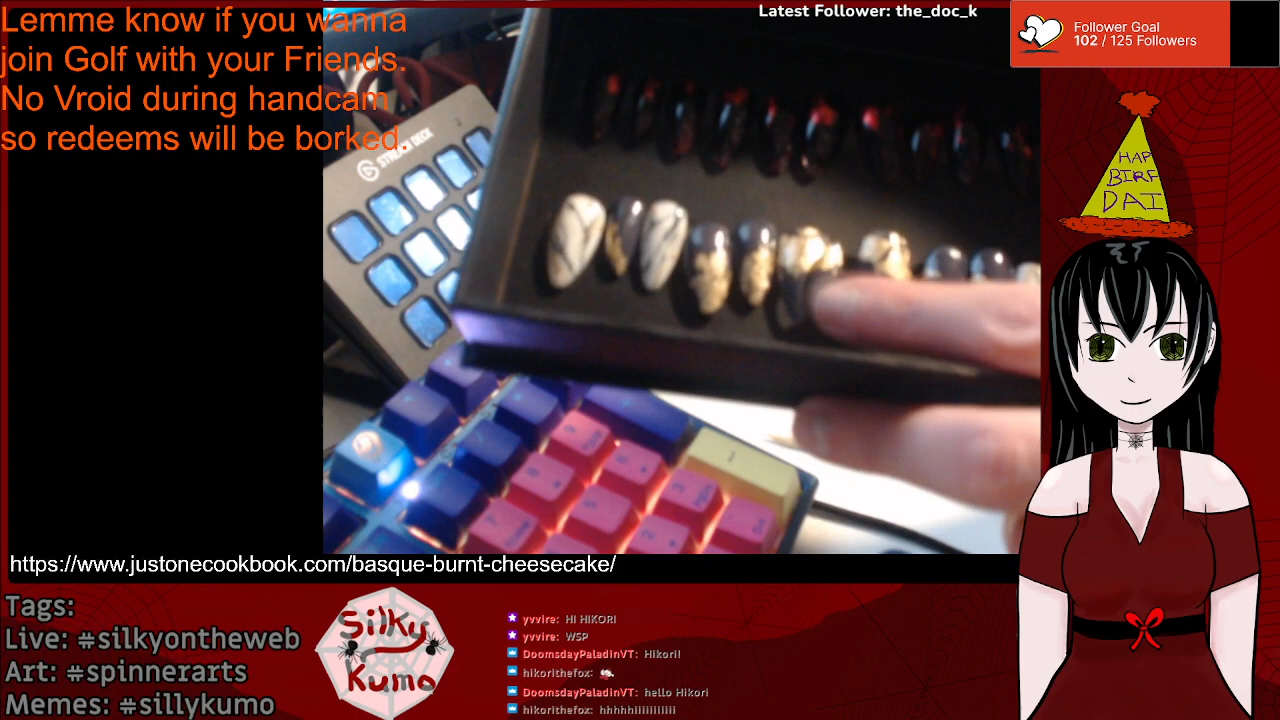 Lemme know if you wanna
join Golf with your Friends.
No Vroid during handcam
so redeems will be borked.
Latest Follower: the_doc_k
Follower Goal
102 / 125 Followers
STREAM DECK
HAP
BIRF
DAI
https://www.justonecookbook.com/basque-burnt-cheesecake/
Tags:
Live: #silkyontheweb
Art: #spinnerarts
Memes: #sillykumo
Silky
Kumo
yvvire: HI HIKORI
yvvire: WSP
DoomsdayPaladinVT: Hikori!
hikorithefox:
DoomsdayPaladinVT: hello Hikori
hikorithefox: hhhhhiiiiiiiiii